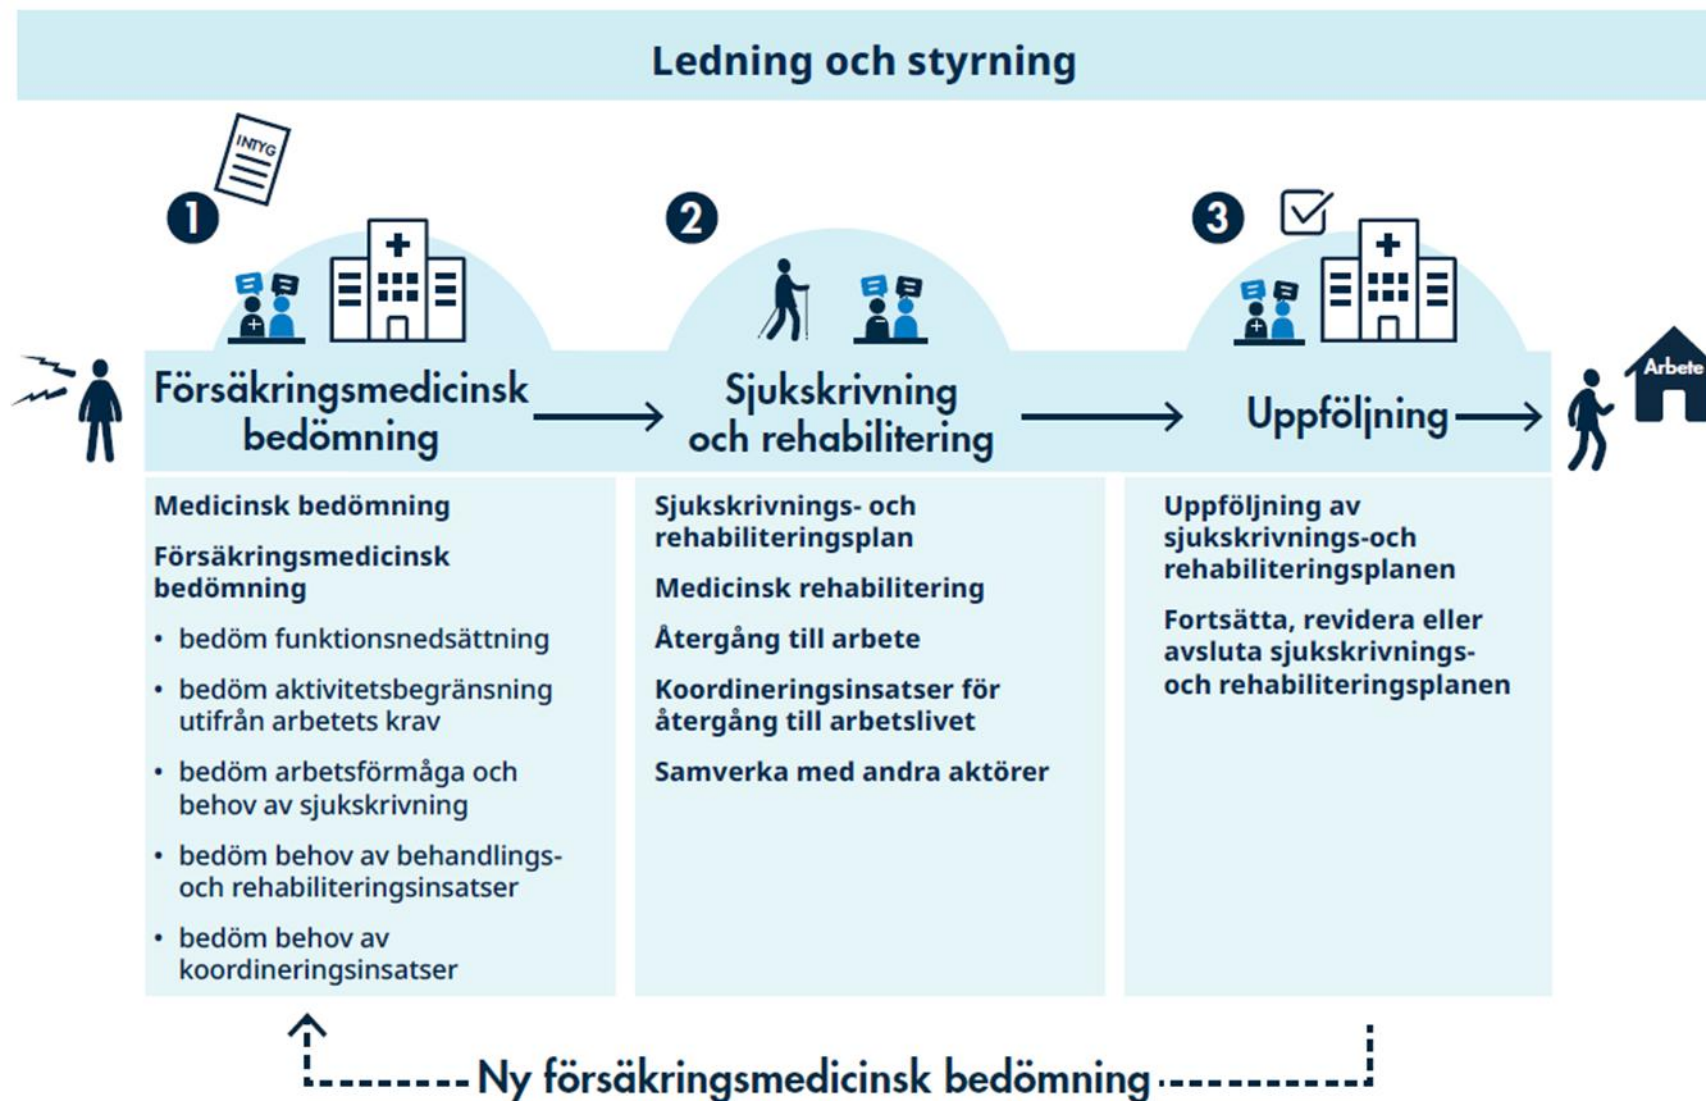 Ledning och styrning
INTYG
1
2
3
Försäkringsmedicinsk
bedömning
Sjukskrivning
och rehabilitering
Uppföljning
Arbete
Medicinsk bedömning
Försäkringsmedicinsk
bedömning
• bedöm funktionsnedsättning
• bedöm aktivitetsbegränsning
utifrån arbetets krav
• bedöm arbetsförmåga och
behov av sjukskrivning
• bedöm behov av behandlings-
och rehabiliteringsinsatser
• bedöm behov av
koordineringsinsatser
Sjukskrivnings- och
rehabiliteringsplan
Medicinsk rehabilitering
Återgång till arbete
Koordineringsinsatser för
återgång till arbetslivet
Samverka med andra aktörer
Uppföljning av
sjukskrivnings-och
rehabiliteringsplanen
Fortsätta, revidera eller
avsluta sjukskrivnings-
och rehabiliteringsplanen
Ny försäkringsmedicinsk bedömning